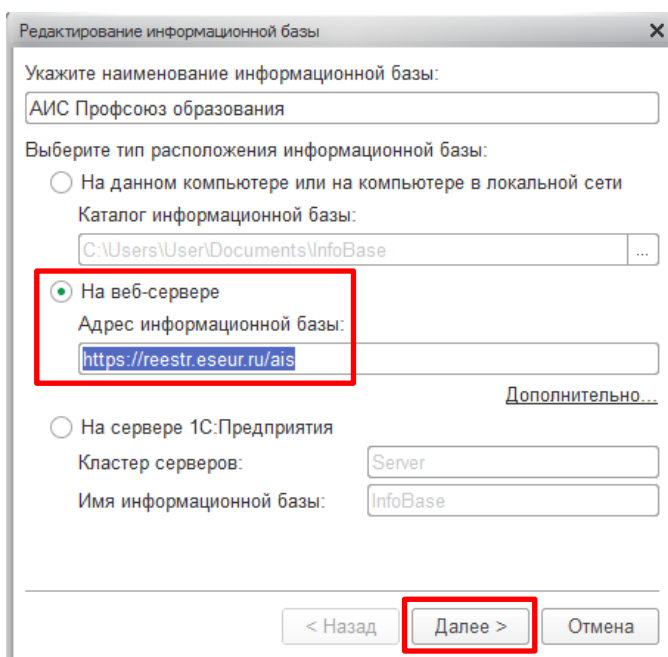 Редактирование информационной базы
Укажите наименование информационной базы:
АИС Профсоюз образования
Выберите тип расположения информационной базы:
На данном компьютере или на компьютере в локальной сети
Каталог информационной базы:
C:\Users\User\Documents\InfoBase ...
На веб-сервере
Адрес информационной базы:
https://reestr.eseur.ru/ais
Дополнительно...
На сервере 1С:Предприятия
Кластер серверов: Server
Имя информационной базы: InfoBase
< Назад Далее > Отмена